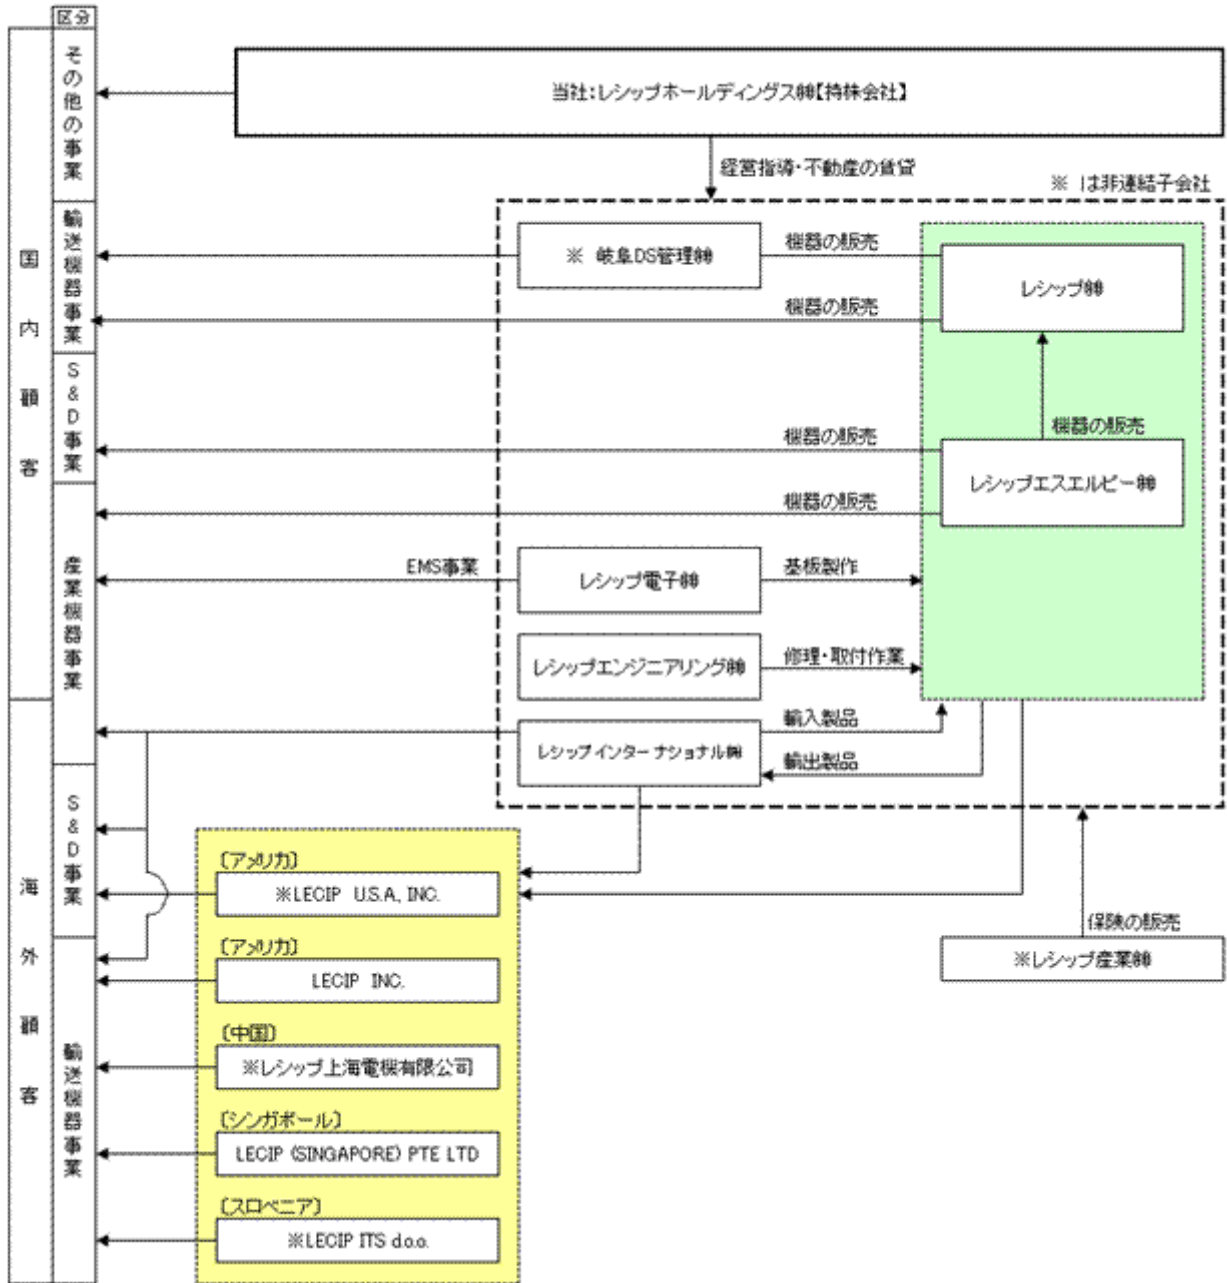 区分
その他の事業
当社:レシップホールディングス㈱【持株会社】
経営指導・不動産の賃貸
※ は非連結子会社
国内顧客
輸送機器事業
※ 岐阜DS管理㈱
機器の販売
レシップ㈱
機器の販売
S&D事業
機器の販売
機器の販売
レシップエスエルピー㈱
機器の販売
産業機器事業
EMS事業
レシップ電子㈱
基板製作
レシップエンジニアリング㈱
修理・取付作業
レシップインターナショナル㈱
輸入製品
輸出製品
海外顧客
S&D事業
〔アメリカ〕
※LECIP U.S.A, INC.
保険の販売
※レシップ産業㈱
〔アメリカ〕
LECIP INC.
輸送機器事業
〔中国〕
※レシップ上海電機有限公司
〔シンガポール〕
LECIP (SINGAPORE) PTE LTD
〔スロベニア〕
※LECIP ITS d.o.o.